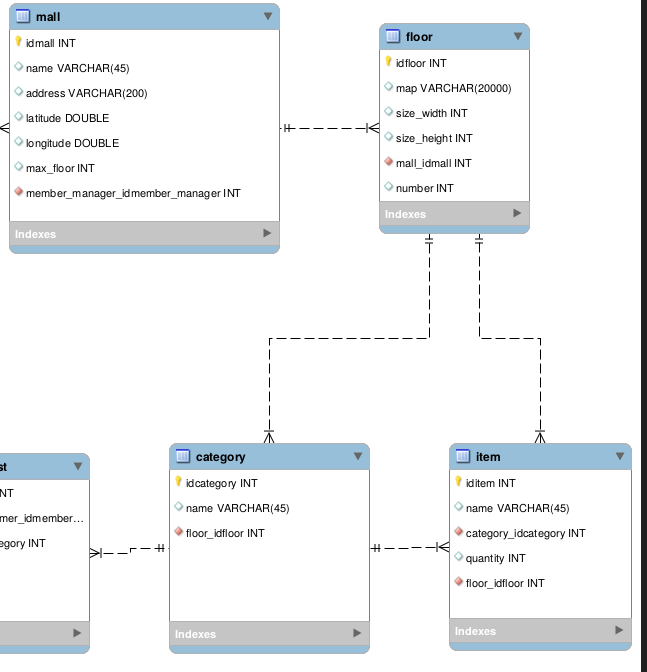 mall
idmall INT
name VARCHAR(45)
address VARCHAR(200)
latitude DOUBLE
longitude DOUBLE
max_floor INT
member_manager_idmember_manager INT
Indexes
floor
idfloor INT
map VARCHAR(20000)
size_width INT
size_height INT
mall_idmall INT
number INT
Indexes
st
NT
mer_idmember...
egory INT
category
idcategory INT
name VARCHAR(45)
floor_idfloor INT
Indexes
item
iditem INT
name VARCHAR(45)
category_idcategory INT
quantity INT
floor_idfloor INT
Indexes